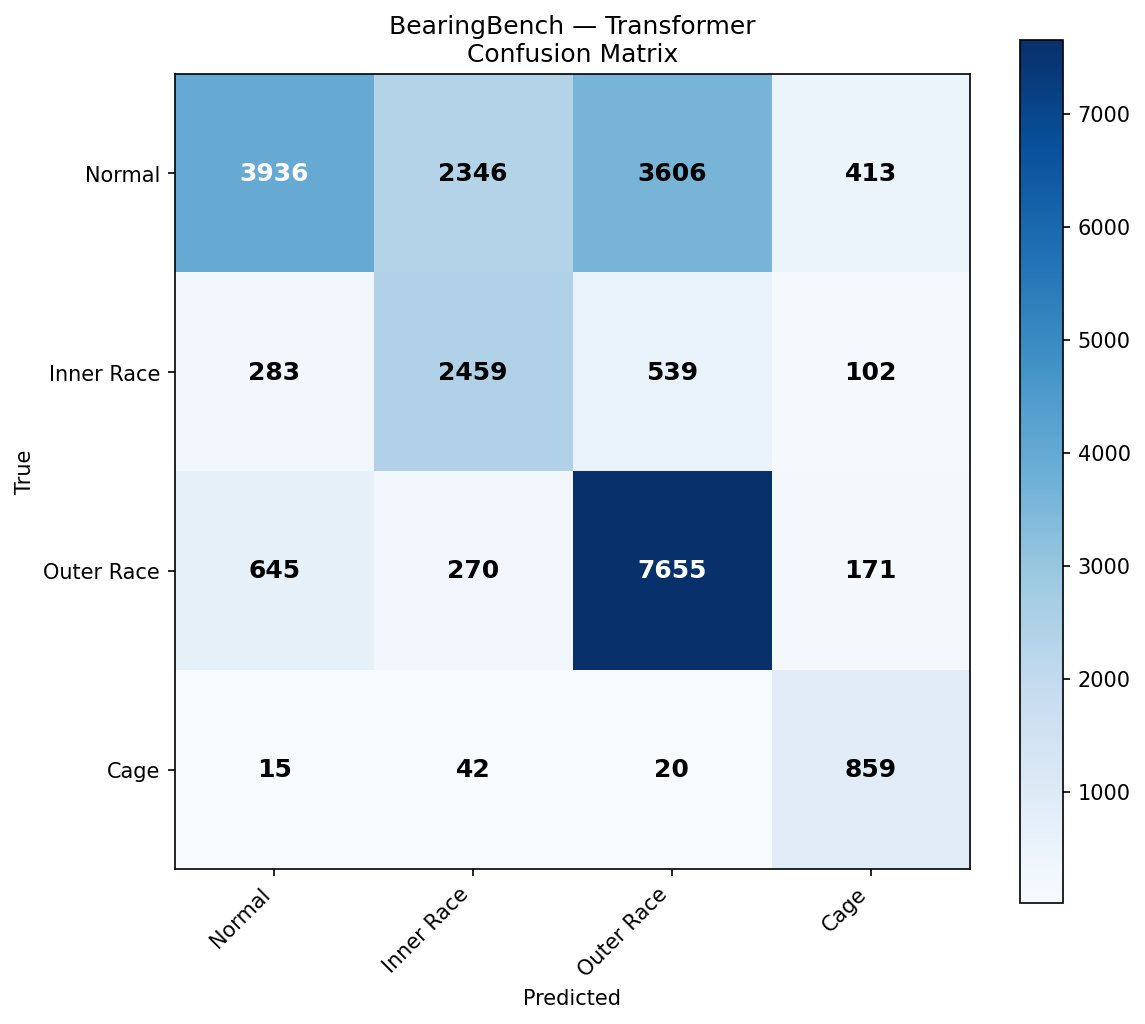 BearingBench — Transformer
Confusion Matrix
Normal 3936 2346 3606 413
Inner Race 283 2459 539 102
Outer Race 645 270 7655 171
Cage 15 42 20 859
True
Normal Inner Race Outer Race Cage
Predicted
7000
6000
5000
4000
3000
2000
1000